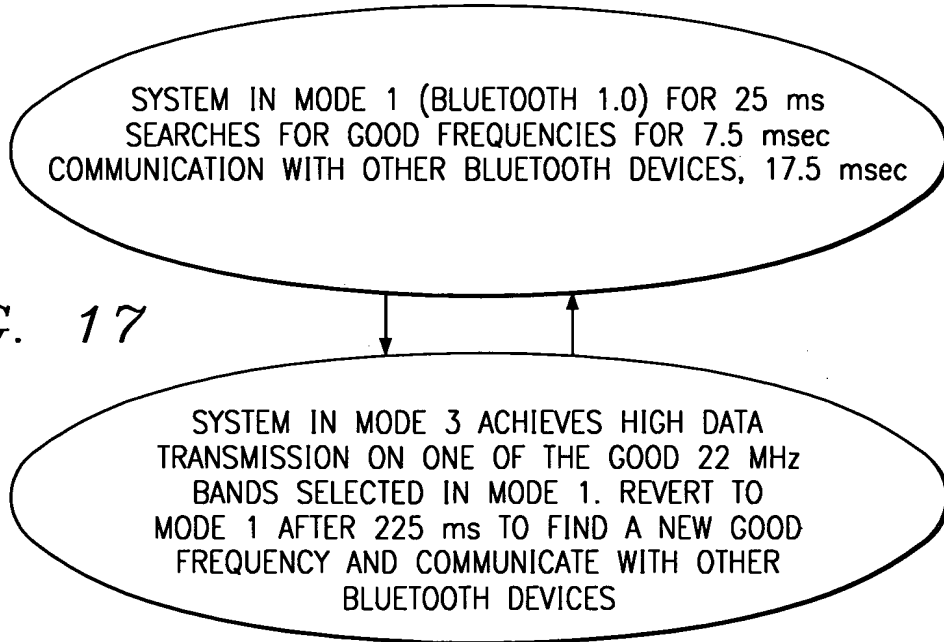 SYSTEM IN MODE 1 (BLUETOOTH 1.0) FOR 25 ms
SEARCHES FOR GOOD FREQUENCIES FOR 7.5 msec
COMMUNICATION WITH OTHER BLUETOOTH DEVICES, 17.5 msec
G. 17
SYSTEM IN MODE 3 ACHIEVES HIGH DATA
TRANSMISSION ON ONE OF THE GOOD 22 MHz
BANDS SELECTED IN MODE 1. REVERT TO
MODE 1 AFTER 225 ms TO FIND A NEW GOOD
FREQUENCY AND COMMUNICATE WITH OTHER
BLUETOOTH DEVICES